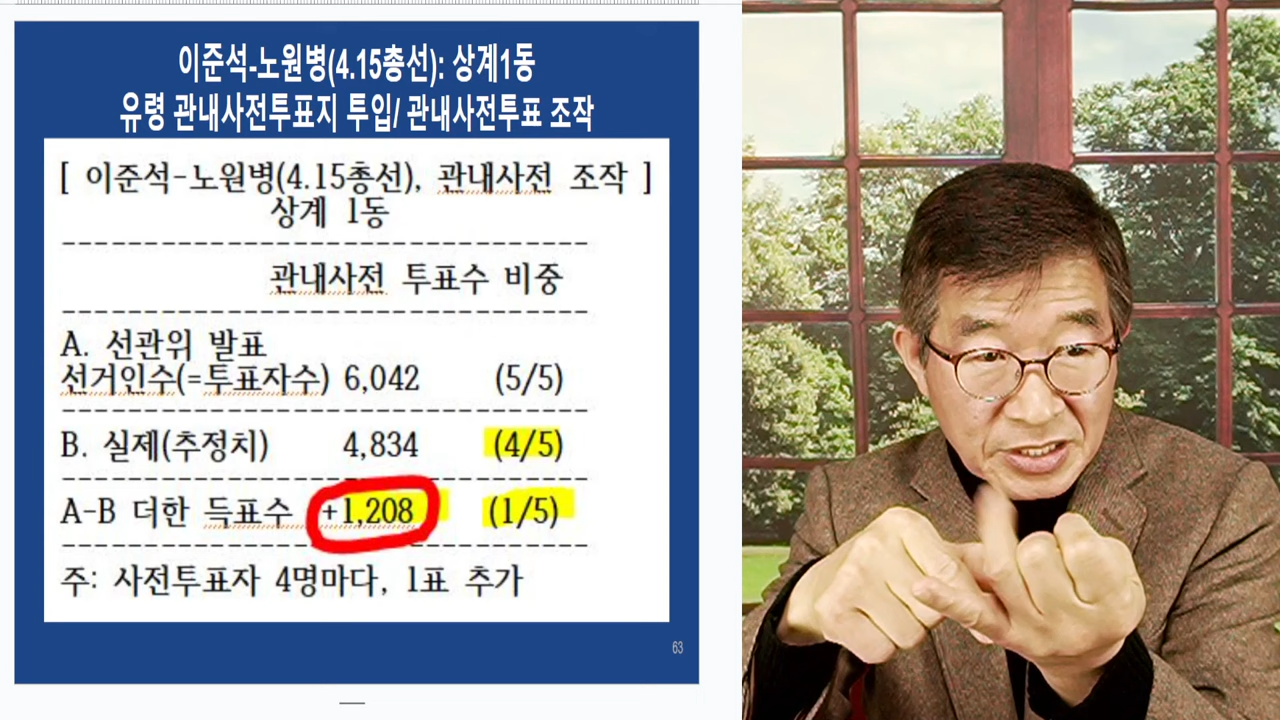 이준석-노원병(4.15총선): 상계1동
유령 관내사전투표지 투입/ 관내사전투표 조작
[ 이준석-노원병(4.15총선), 관내사전 조작 ]
상계 1동
관내사전 투표수 비중
A. 선관위 발표
선거인수(=투표자수) 6,042 (5/5)
B. 실제(추정치) 4,834 (4/5)
A-B 더한 득표수 +1,208 (1/5)
주: 사전투표자 4명마다, 1표 추가
63